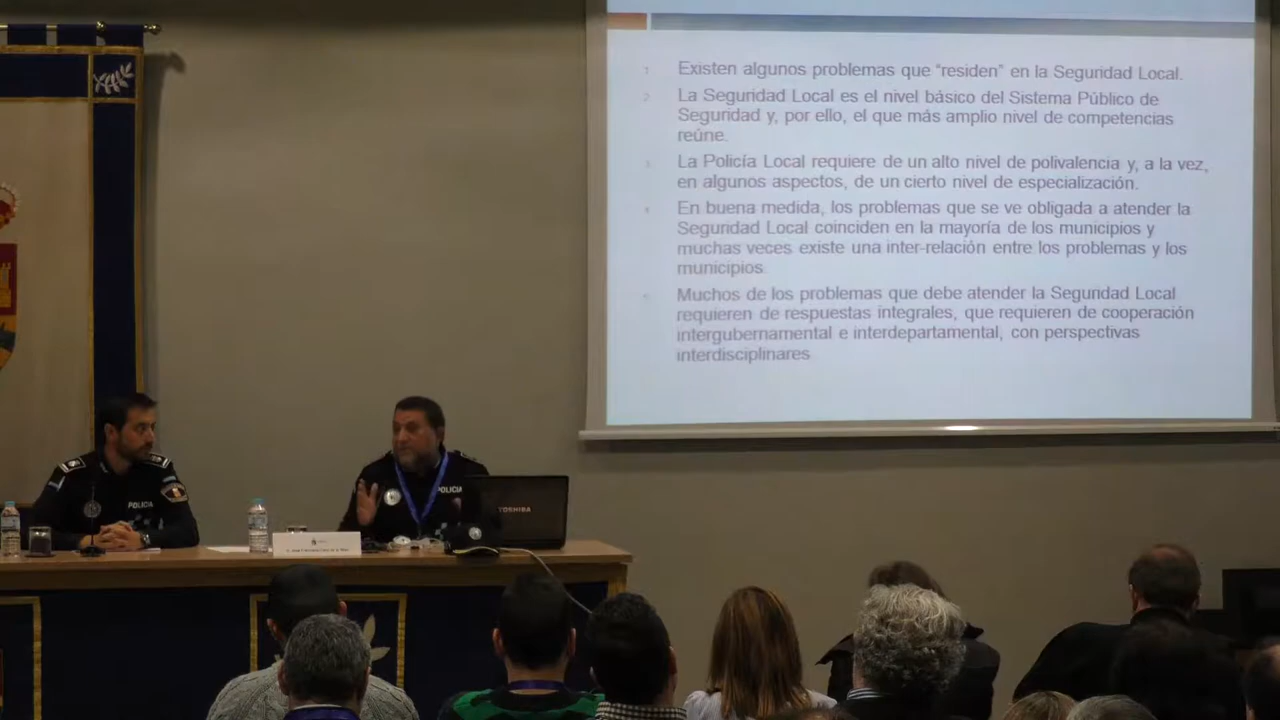 1. Existen algunos problemas que “residen” en la Seguridad Local.
2. La Seguridad Local es el nivel básico del Sistema Público de
Seguridad y, por ello, el que más amplio nivel de competencias
reúne.
3. La Policía Local requiere de un alto nivel de polivalencia y, a la vez,
en algunos aspectos, de un cierto nivel de especialización.
4. En buena medida, los problemas que se ve obligada a atender la
Seguridad Local coinciden en la mayoría de los municipios y
muchas veces existe una inter-relación entre los problemas y los
municipios.
5. Muchos de los problemas que debe atender la Seguridad Local
requieren de respuestas integrales, que requieren de cooperación
intergubernamental e interdepartamental, con perspectivas
interdisciplinares
POLICIA
POLICIA
TOSHIBA